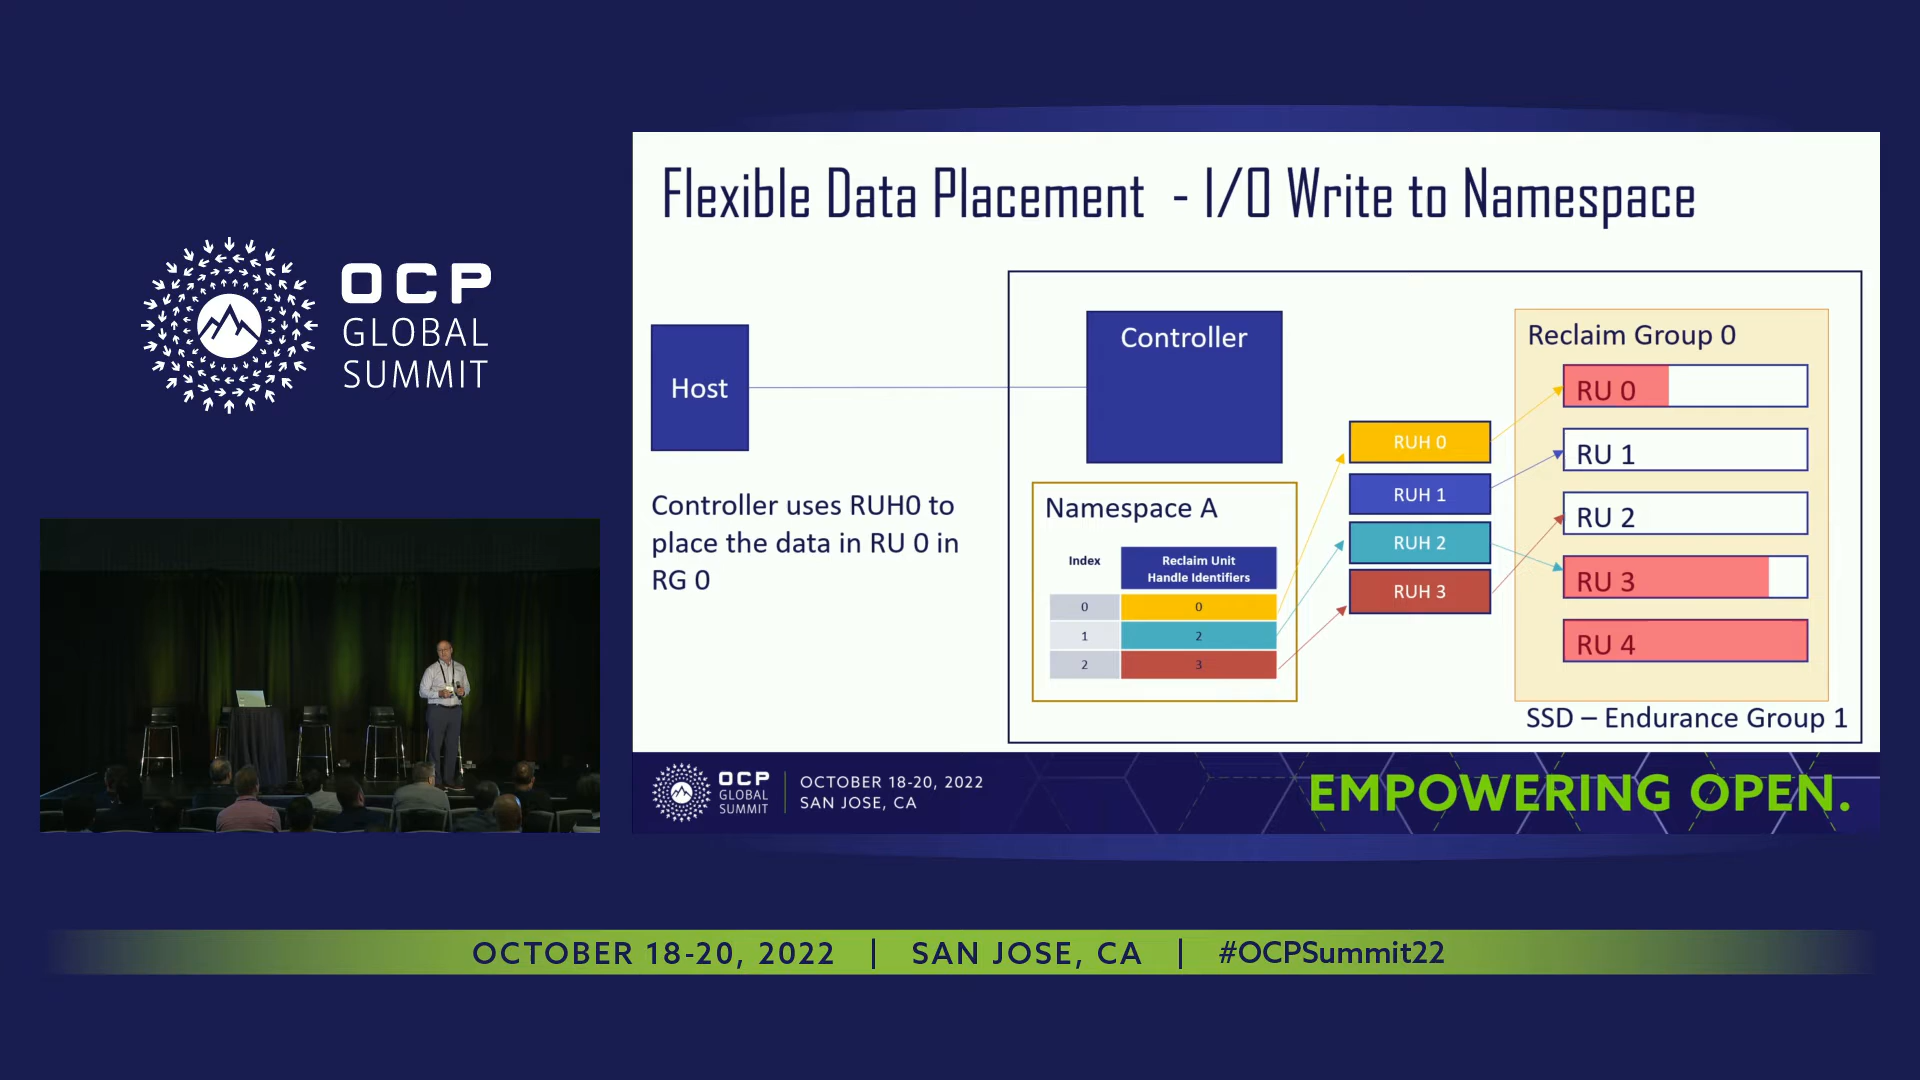 OCP
GLOBAL
SUMMIT
Flexible Data Placement - I/O Write to Namespace
Host
Controller uses RUH0 to
place the data in RU 0 in
RG 0
Controller
Namespace A
Index Reclaim Unit
Handle Identifiers
0 0
1 2
2 3
RUH 0
RUH 1
RUH 2
RUH 3
Reclaim Group 0
RU 0
RU 1
RU 2
RU 3
RU 4
SSD – Endurance Group 1
OCP
GLOBAL
SUMMIT
OCTOBER 18-20, 2022
SAN JOSE, CA
EMPOWERING OPEN.
OCTOBER 18-20, 2022 | SAN JOSE, CA | #OCPSummit22